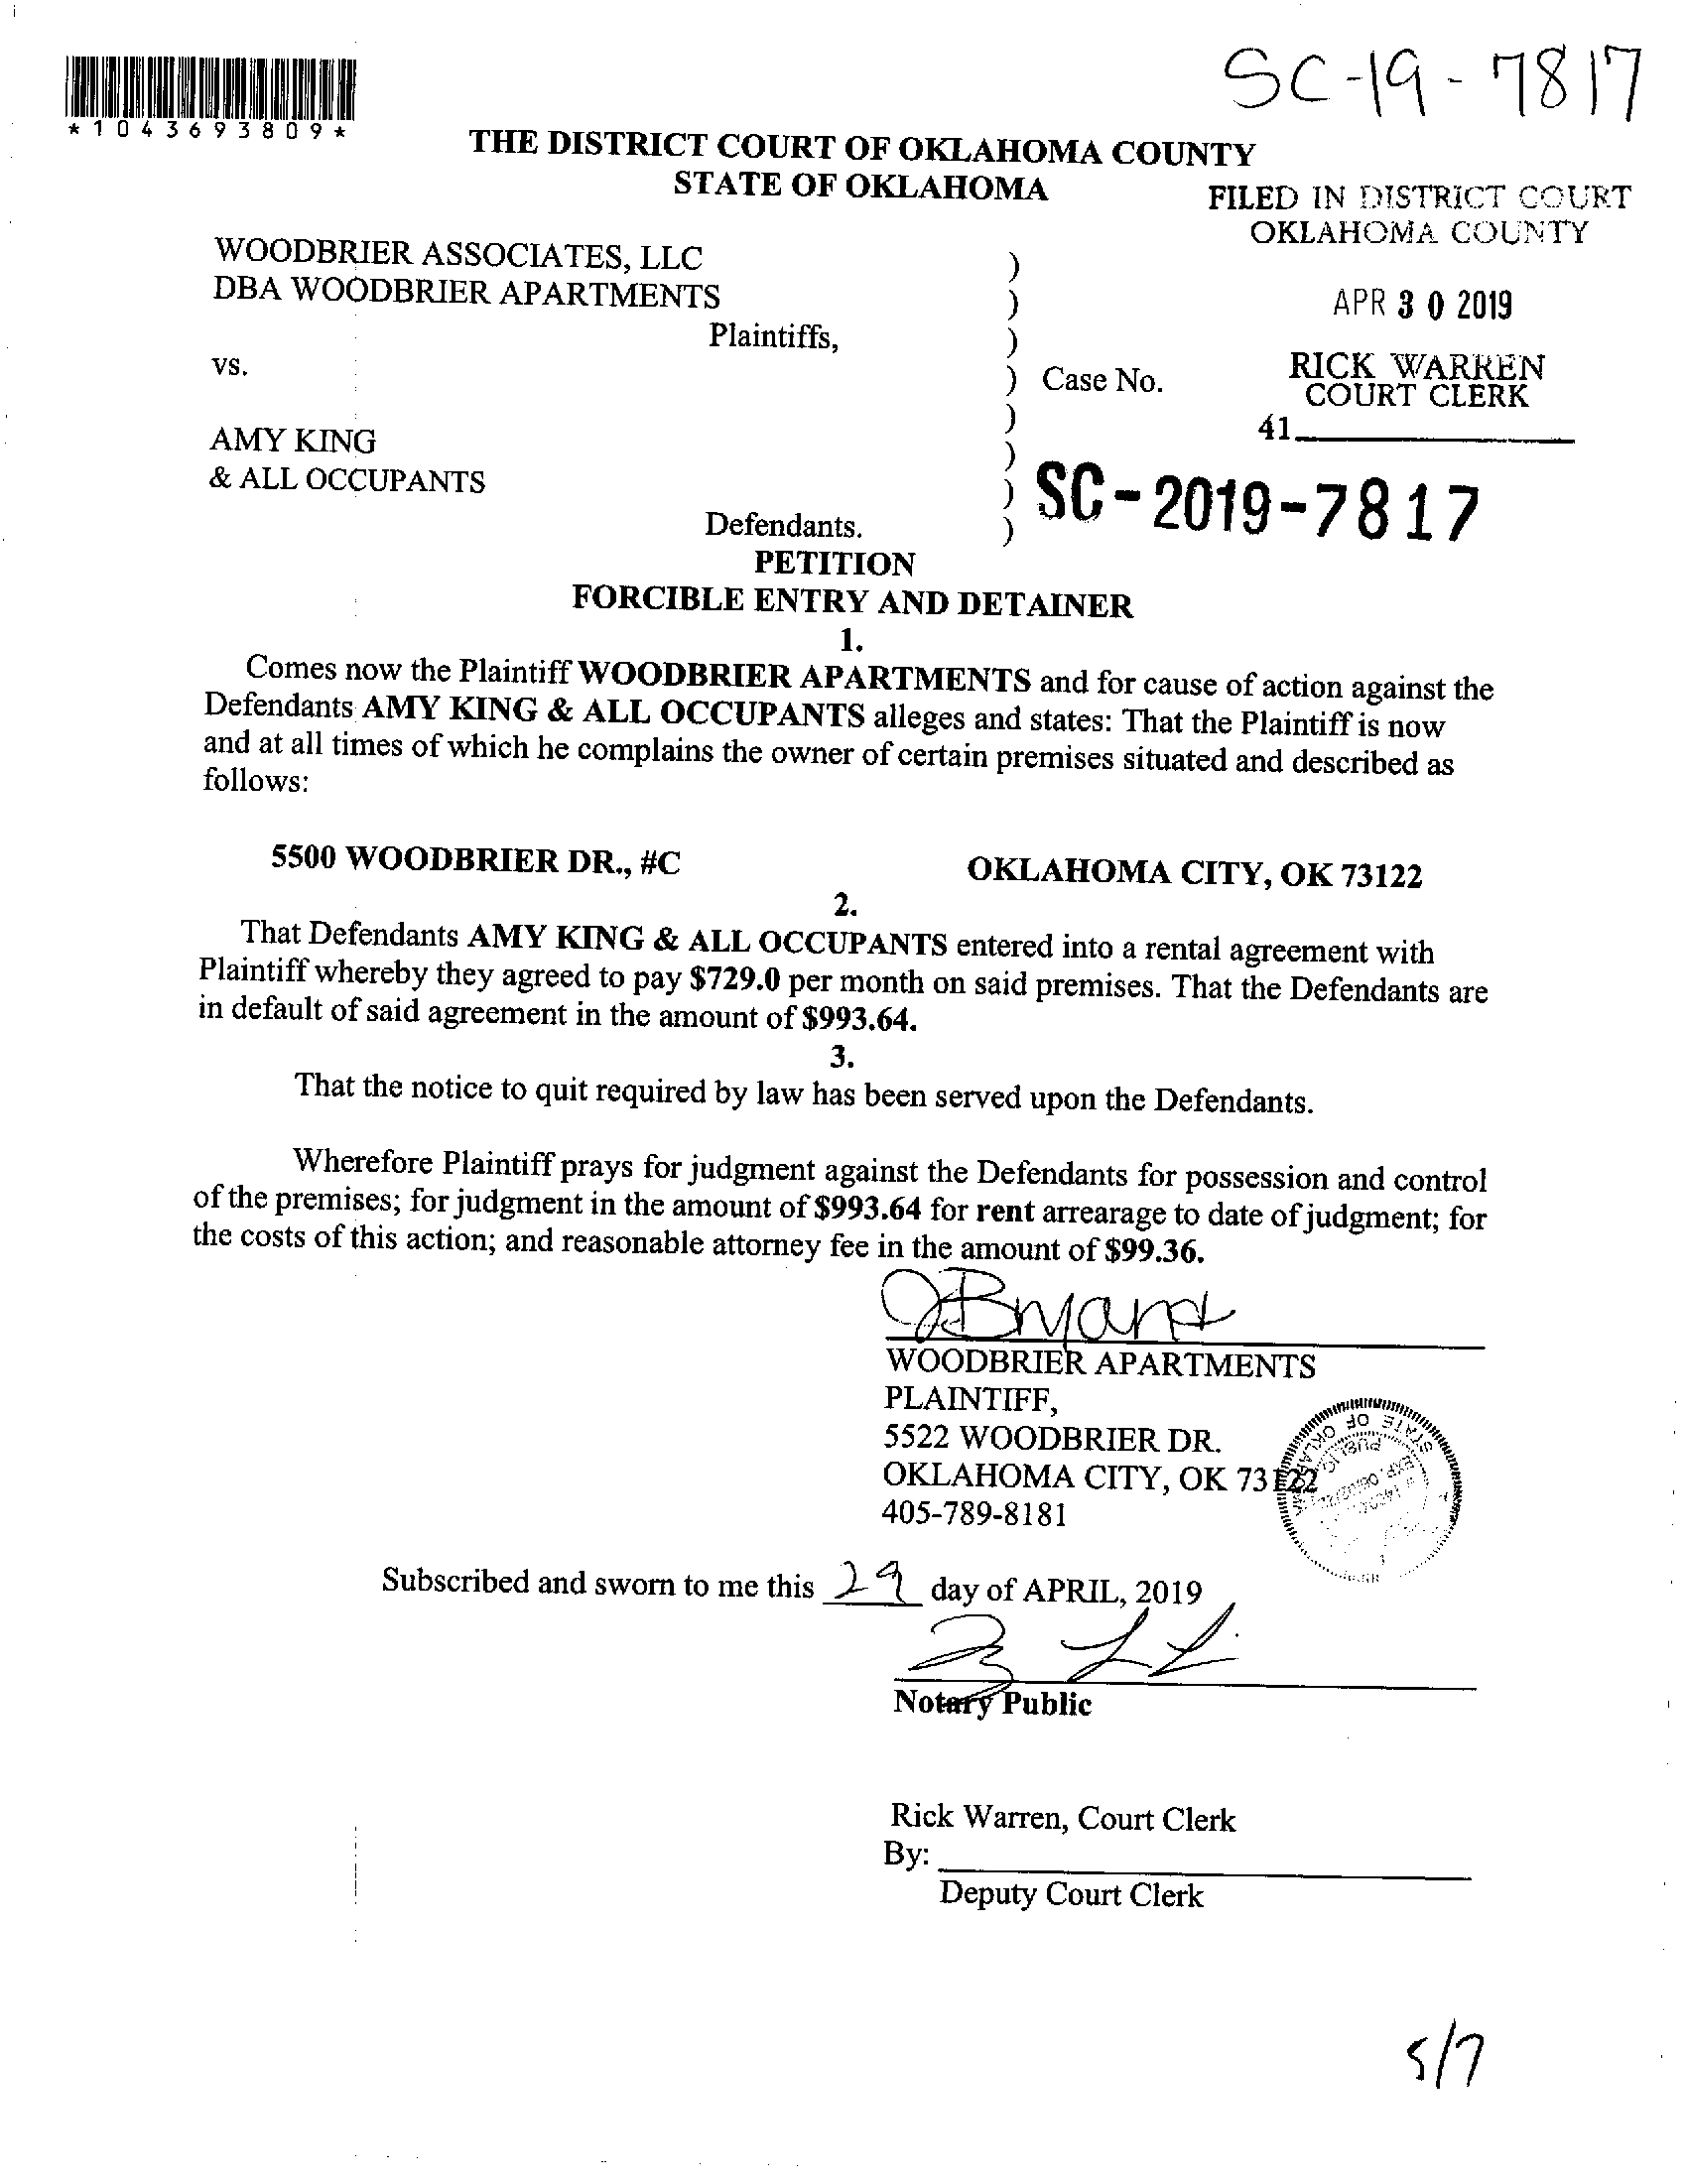 SC-19-7817
*1043693809*
THE DISTRICT COURT OF OKLAHOMA COUNTY
STATE OF OKLAHOMA
FILED IN DISTRICT COURT
OKLAHOMA COUNTY
WOODBRIER ASSOCIATES, LLC )
DBA WOODBRIER APARTMENTS )
APR 30 2019
Plaintiffs, )
vs. ) Case No.
RICK WARREN
COURT CLERK
)
41
AMY KING )
& ALL OCCUPANTS ) SC-2019-7817
Defendants. )
PETITION
FORCIBLE ENTRY AND DETAINER
1.
Comes now the Plaintiff WOODBRIER APARTMENTS and for cause of action against the
Defendants AMY KING & ALL OCCUPANTS alleges and states: That the Plaintiff is now
and at all times of which he complains the owner of certain premises situated and described as
follows:
5500 WOODBRIER DR., #C OKLAHOMA CITY, OK 73122
2.
That Defendants AMY KING & ALL OCCUPANTS entered into a rental agreement with
Plaintiff whereby they agreed to pay $729.0 per month on said premises. That the Defendants are
in default of said agreement in the amount of $993.64.
3.
That the notice to quit required by law has been served upon the Defendants.
Wherefore Plaintiff prays for judgment against the Defendants for possession and control
of the premises; for judgment in the amount of $993.64 for rent arrearage to date of judgment; for
the costs of this action; and reasonable attorney fee in the amount of $99.36.
JBryant
WOODBRIER APARTMENTS
PLAINTIFF,
5522 WOODBRIER DR.
OKLAHOMA CITY, OK 73122
405-789-8181
STATE OF OKLAHOMA
PUBLIC
EXP.
Subscribed and sworn to me this 29 day of APRIL, 2019
Notary Public
Rick Warren, Court Clerk
By:
Deputy Court Clerk
5/7